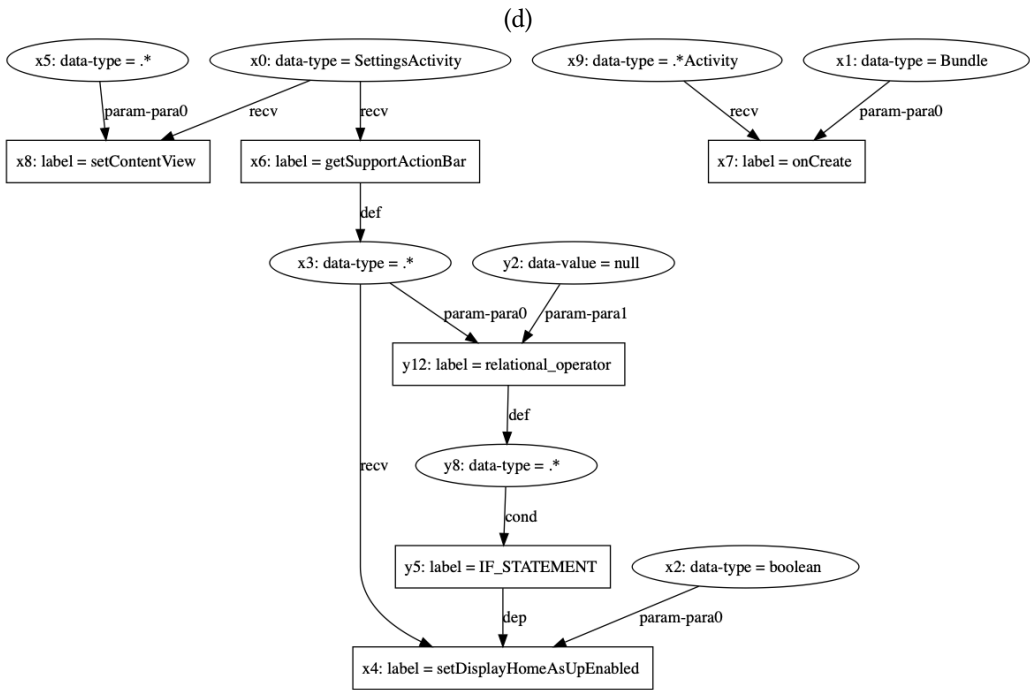 (d)
x5: data-type = .*
x0: data-type = SettingsActivity
x9: data-type = .*Activity
x1: data-type = Bundle
param-para0
recv
recv
recv
param-para0
x8: label = setContentView
x6: label = getSupportActionBar
x7: label = onCreate
def
x3: data-type = .*
y2: data-value = null
param-para0
param-para1
y12: label = relational_operator
def
recv
y8: data-type = .*
cond
y5: label = IF_STATEMENT
x2: data-type = boolean
dep
param-para0
x4: label = setDisplayHomeAsUpEnabled